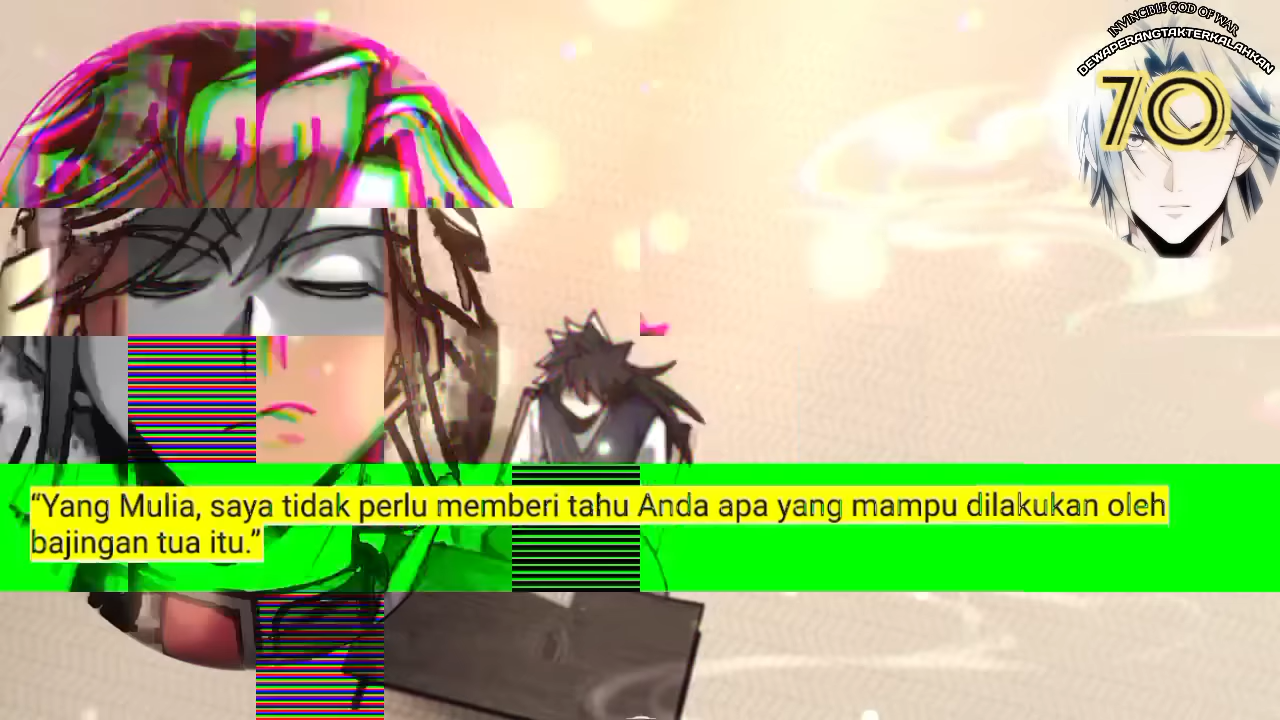 INVINCIBLE GOD OF WAR
DEWAPERANGTAKTERKALAHKAN
70
“Yang Mulia, saya tidak perlu memberi tahu Anda apa yang mampu dilakukan oleh
bajingan tua itu.”